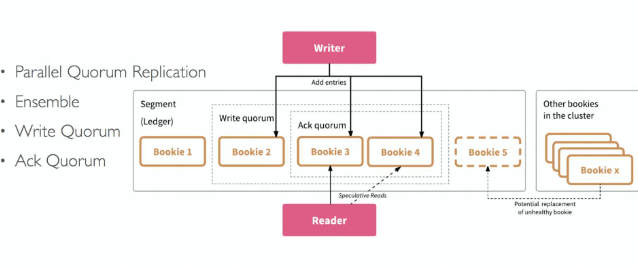 • Parallel Quorum Replication
• Ensemble
• Write Quorum
• Ack Quorum
Writer
Add entries
Segment
(Ledger)
Write quorum
Ack quorum
Bookie 1
Bookie 2
Bookie 3
Bookie 4
Bookie 5
Other bookies
in the cluster
Bookie x
Speculative Reads
Reader
Potential replacement
of unhealthy bookie